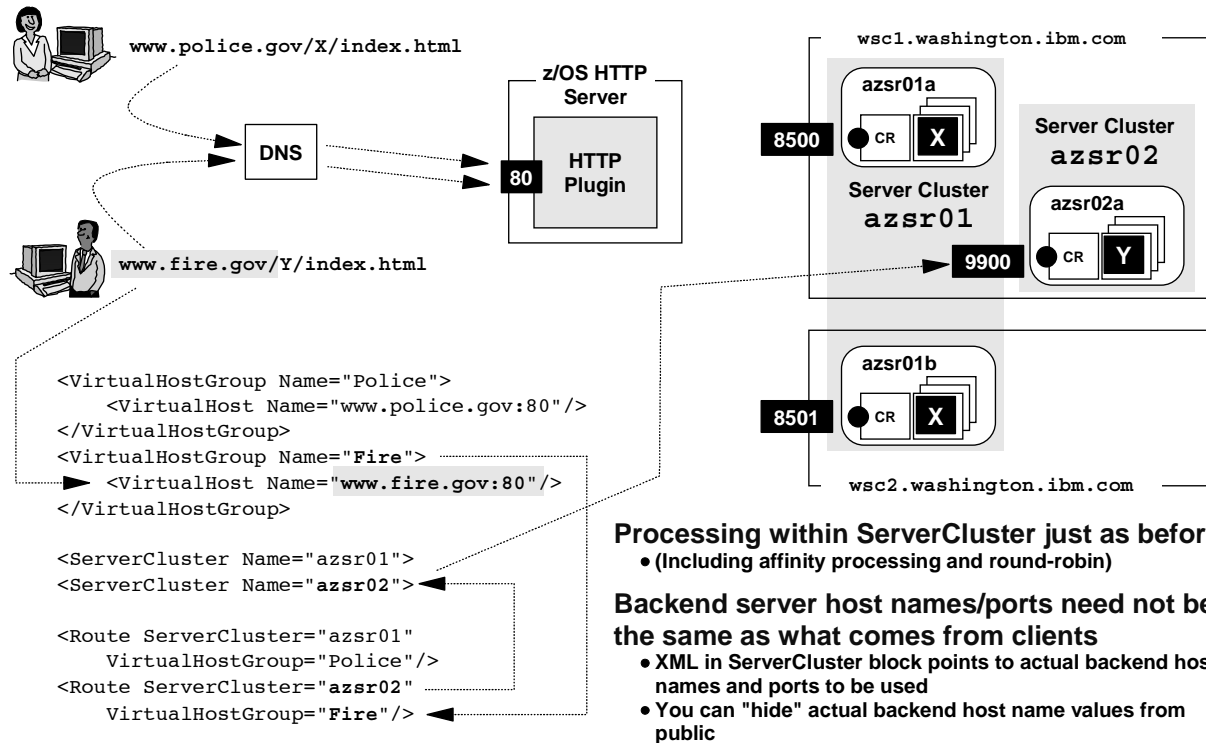 www.police.gov/X/index.html
DNS
z/OS HTTP
Server
80
HTTP
Plugin
www.fire.gov/Y/index.html
wsc1.washington.ibm.com
azsr01a
8500
CR
X
Server Cluster
azsr01
Server Cluster
azsr02
azsr02a
9900
CR
Y
azsr01b
8501
CR
X
wsc2.washington.ibm.com
<VirtualHostGroup Name="Police">
<VirtualHost Name="www.police.gov:80"/>
</VirtualHostGroup>
<VirtualHostGroup Name="Fire">
<VirtualHost Name="www.fire.gov:80"/>
</VirtualHostGroup>
<ServerCluster Name="azsr01">
<ServerCluster Name="azsr02">
<Route ServerCluster="azsr01"
VirtualHostGroup="Police"/>
<Route ServerCluster="azsr02"
VirtualHostGroup="Fire"/>
Processing within ServerCluster just as befor
• (Including affinity processing and round-robin)
Backend server host names/ports need not be
the same as what comes from clients
• XML in ServerCluster block points to actual backend hos
names and ports to be used
• You can "hide" actual backend host name values from
public